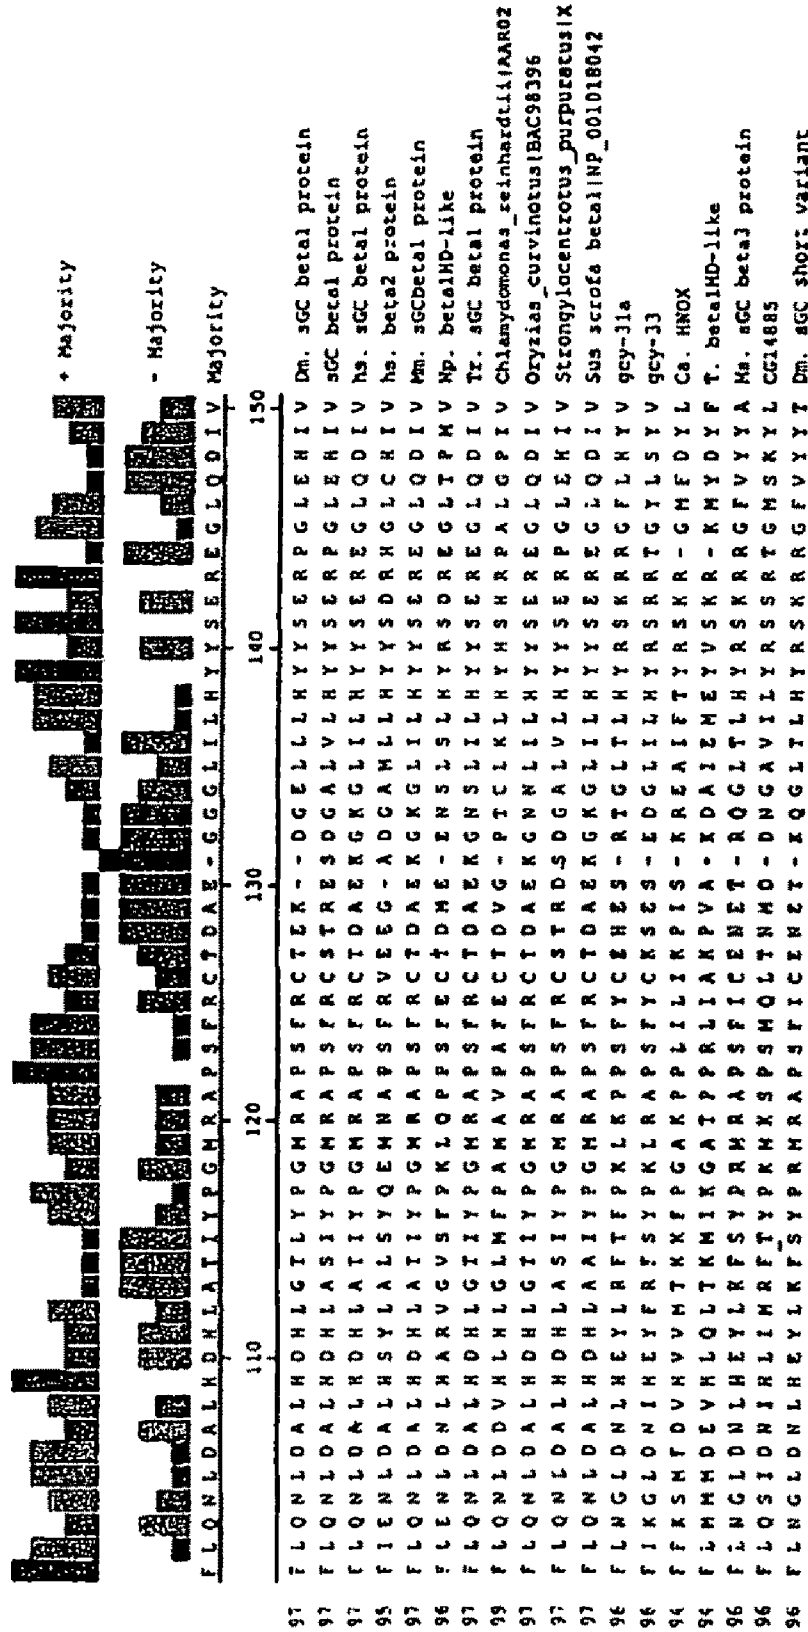 + Majority
- Majority
F L Q N L D A L H D H L A T I Y P G M R A P S F R C T D A E - G G G L I L H Y Y S E R E G L Q D I V Majority
110 120 130 140 150
97 F L Q N L D A L H D H L G T L Y P G M R A P S F R C T E K - - D G E L L L H Y Y S E R P G L E H I V Dm. sGC beta1 protein
97 F L Q N L D A L H D H L A S I Y P G M R A P S F R C S T R E S D G A L V L H Y Y S E R P G L E H I V sGC beta1 protein
97 F L Q N L D A L H D H L A T I Y P G M R A P S F R C T D A E K G K G L I L H Y Y S E R E G L Q D I V hs. sGC beta1 protein
95 F I E N L D A L H S Y L A L S Y Q E M N A P S F R V E E G - A D G A M L L H Y Y S D R H G L C H I V hs. beta2 protein
97 F L Q N L D A L H D H L A T I Y P G M R A P S F R C T D A E K G K G L I L H Y Y S E R E G L Q D I V Mm. sGCbeta1 protein
96 F L E N L D N L H A R V G V S F P K L Q P P S F E C T D M E - E N S L S L H Y R S D R E G L T P M V Np. beta1HD-like
97 F L Q N L D A L H D H L G T I Y P G M R A P S F R C T D A E K G N S L I L H Y Y S E R E G L Q D I V Tr. sGC beta1 protein
99 F L Q N L D D V H L H L G L M F P A M A V P A F E C T D V G - P T C L K L H Y H S H R P A L G P I V Chlamydomonas_reinhardtii|AAR02
97 F L Q N L D A L H D H L G T I Y P G M R A P S F R C T D A E K G N N L I L H Y Y S E R E G L Q D I V Oryzias_curvinotus|BAC98396
97 F L Q N L D A L H D H L A S I Y P G M R A P S F R C S T R D S D G A L V L H Y Y S E R P G L E H I V Strongylocentrotus_purpuratus|X
97 F L Q N L D A L H D H L A A I Y P G M R A P S F R C T D A E K G K G L I L H Y Y S E R E G L Q D I V Sus scrofa beta1|NP_001018042
96 F L N G L D N L H E Y L R F T F P K L K P P S F Y C E H E S - R T G L T L H Y R S K R R G F L H Y V gcy-31a
96 F I K G L D N I H E Y F R F S Y P K L R A P S F Y C K S E S - E D G L I L H Y R S R R T G Y L S Y V gcy-33
94 F F K S M T D V H V V M T K K F P G A K P P L I L I K P I S - K R E A I F T Y R S K R - G M F D Y L Ca. HNOX
94 F L M M M D E V H L Q L T K M I K G A T P P R L I A K P V A - K D A I E M E Y V S K R - K M Y D Y F T. beta1HD-like
96 F L N G L D N L H E Y L K F S Y P R M R A P S F I C E N E T - R Q G L T L H Y R S K R R G F V Y Y A Ms. sGC beta3 protein
96 F L Q S I D N I H L I M R F T Y P K M K S P S M Q L T N M D - D N G A V I L Y R S S R T G M S K Y L CG14885
96 F L N G L D N L H E Y L K F S Y P R M R A P S F I C E N E T - K Q G L T L H Y R S K R R G F V Y Y T Dm. sGC short variant